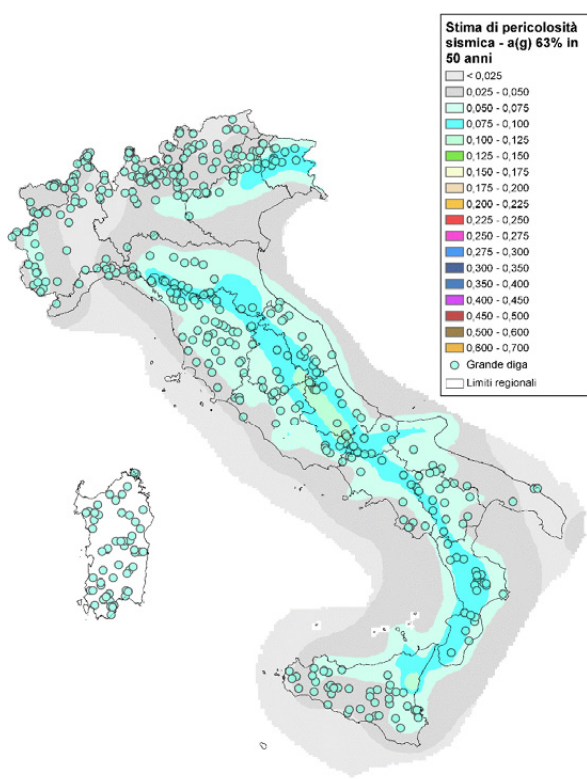 Stima di pericolosità
sismica - a(g) 63% in
50 anni
< 0,025
0,025 - 0,050
0,050 - 0,075
0,075 - 0,100
0,100 - 0,125
0,125 - 0,150
0,150 - 0,175
0,175 - 0,200
0,200 - 0,225
0,225 - 0,250
0,250 - 0,275
0,275 - 0,300
0,300 - 0,350
0,350 - 0,400
0,400 - 0,450
0,450 - 0,500
0,500 - 0,600
0,600 - 0,700
Grande diga
Limiti regionali